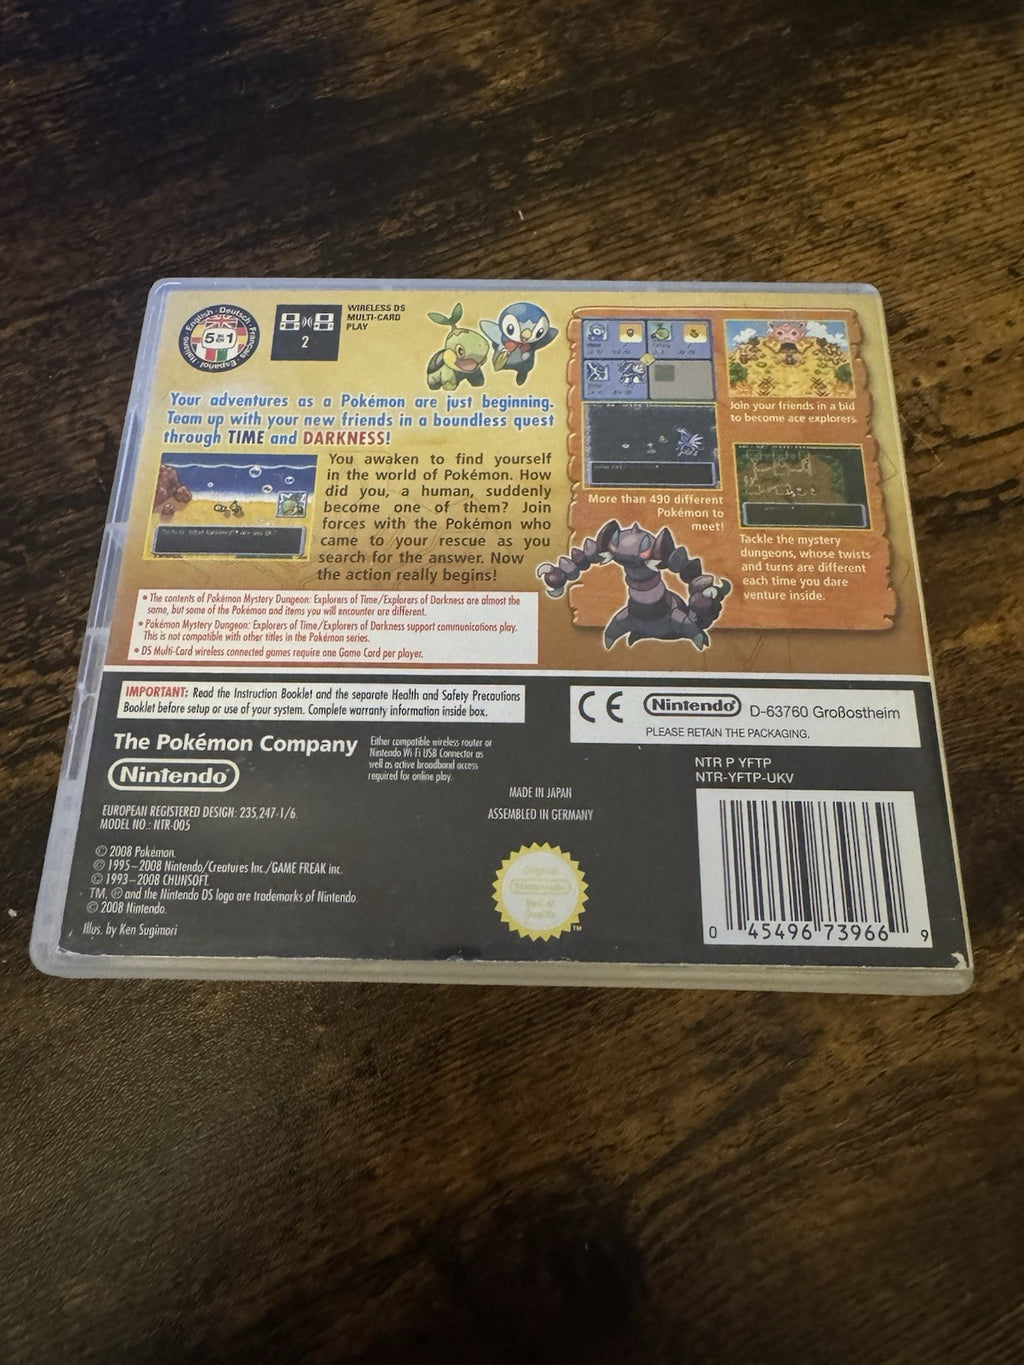 English · Deutsch · Français · Español · Italiano
5 in 1
2
WIRELESS DS
MULTI-CARD
PLAY
Your adventures as a Pokémon are just beginning.
Team up with your new friends in a boundless quest
through TIME and DARKNESS!
You awaken to find yourself
in the world of Pokémon. How
did you, a human, suddenly
become one of them? Join
forces with the Pokémon who
came to your rescue as you
search for the answer. Now
the action really begins!
Join your friends in a bid
to become ace explorers.
More than 490 different
Pokémon to
meet!
Tackle the mystery
dungeons, whose twists
and turns are different
each time you dare
venture inside.
• The contents of Pokémon Mystery Dungeon: Explorers of Time/Explorers of Darkness are almost the
same, but some of the Pokémon and items you will encounter are different.
• Pokémon Mystery Dungeon: Explorers of Time/Explorers of Darkness support communications play.
This is not compatible with other titles in the Pokémon series.
• DS Multi-Card wireless connected games require one Game Card per player.
IMPORTANT: Read the Instruction Booklet and the separate Health and Safety Precautions
Booklet before setup or use of your system. Complete warranty information inside box.
CE Nintendo® D-63760 Großostheim
PLEASE RETAIN THE PACKAGING.
The Pokémon Company
Nintendo®
Either compatible wireless router or
Nintendo Wi Fi USB Connector as
well as active broadband access
required for online play.
NTR P YFTP
NTR-YFTP-UKV
MADE IN JAPAN
ASSEMBLED IN GERMANY
EUROPEAN REGISTERED DESIGN: 235,247-1/6.
MODEL NO.: NTR-005
© 2008 Pokémon.
© 1995–2008 Nintendo/Creatures Inc./GAME FREAK inc.
© 1993–2008 CHUNSOFT.
TM, ® and the Nintendo DS logo are trademarks of Nintendo.
© 2008 Nintendo.
Illus. by Ken Sugimori
Original
Nintendo
Seal of
Quality
TM
0 45496 73966 9